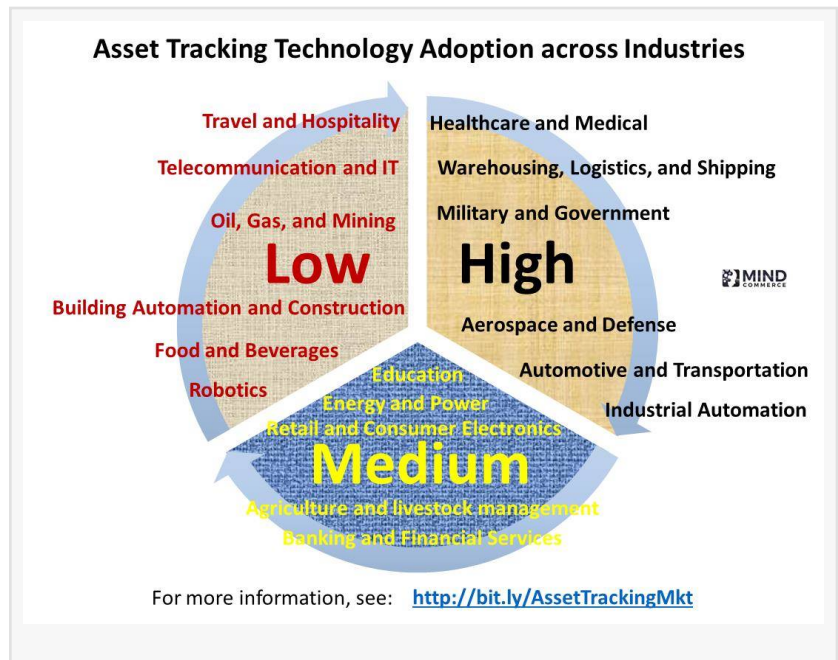 Asset Tracking Technology Adoption across Industries
Travel and Hospitality
Telecommunication and IT
Oil, Gas, and Mining
Low
Building Automation and Construction
Food and Beverages
Robotics
Healthcare and Medical
Warehousing, Logistics, and Shipping
Military and Government
High
Aerospace and Defense
Automotive and Transportation
Industrial Automation
MIND
COMMERCE
Education
Energy and Power
Retail and Consumer Electronics
Medium
Agriculture and livestock management
Banking and Financial Services
For more information, see: http://bit.ly/AssetTrackingMkt